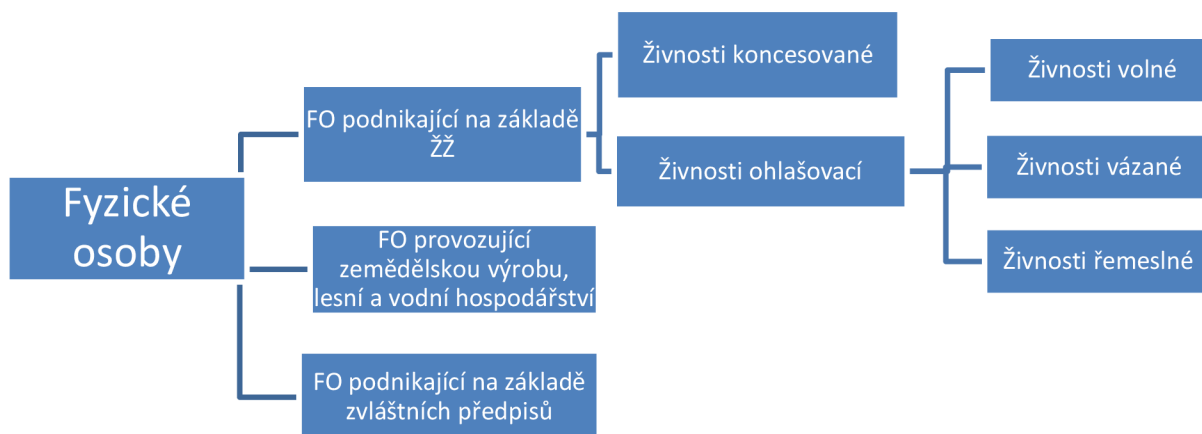 Fyzické
osoby
FO podnikající na základě
ŽŽ
Živnosti koncesované
Živnosti ohlašovací
Živnosti volné
Živnosti vázané
Živnosti řemeslné
FO provozující
zemědělskou výrobu,
lesní a vodní hospodářství
FO podnikající na základě
zvláštních předpisů